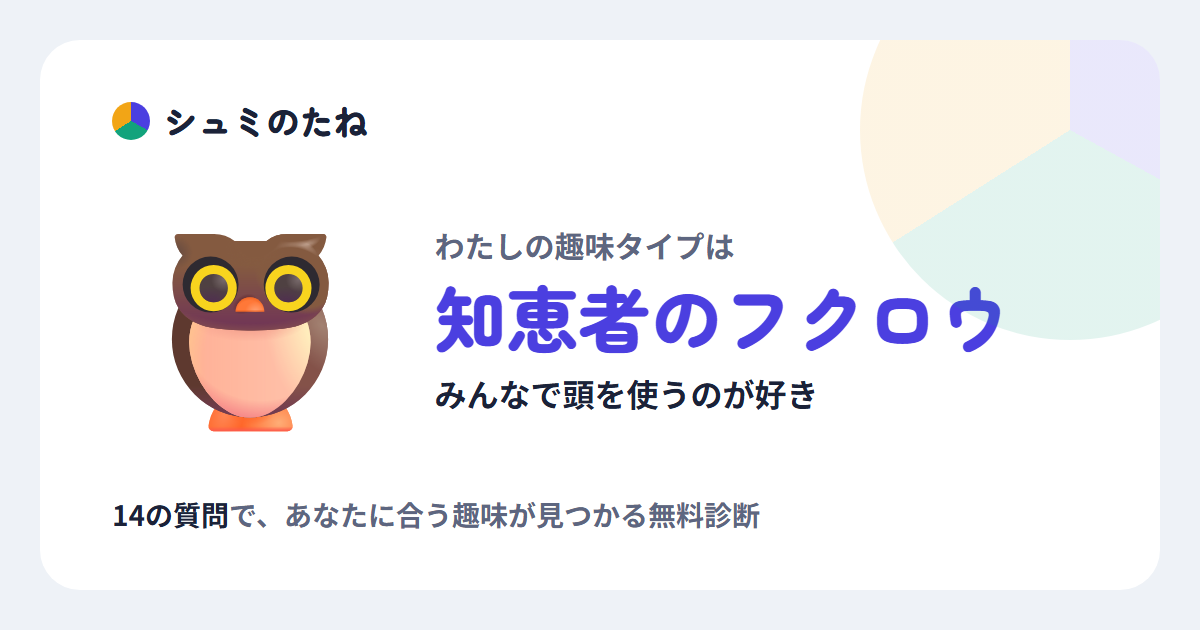 シュミのたね
わたしの趣味タイプは
知恵者のフクロウ
みんなで頭を使うのが好き
14の質問で、あなたに合う趣味が見つかる無料診断